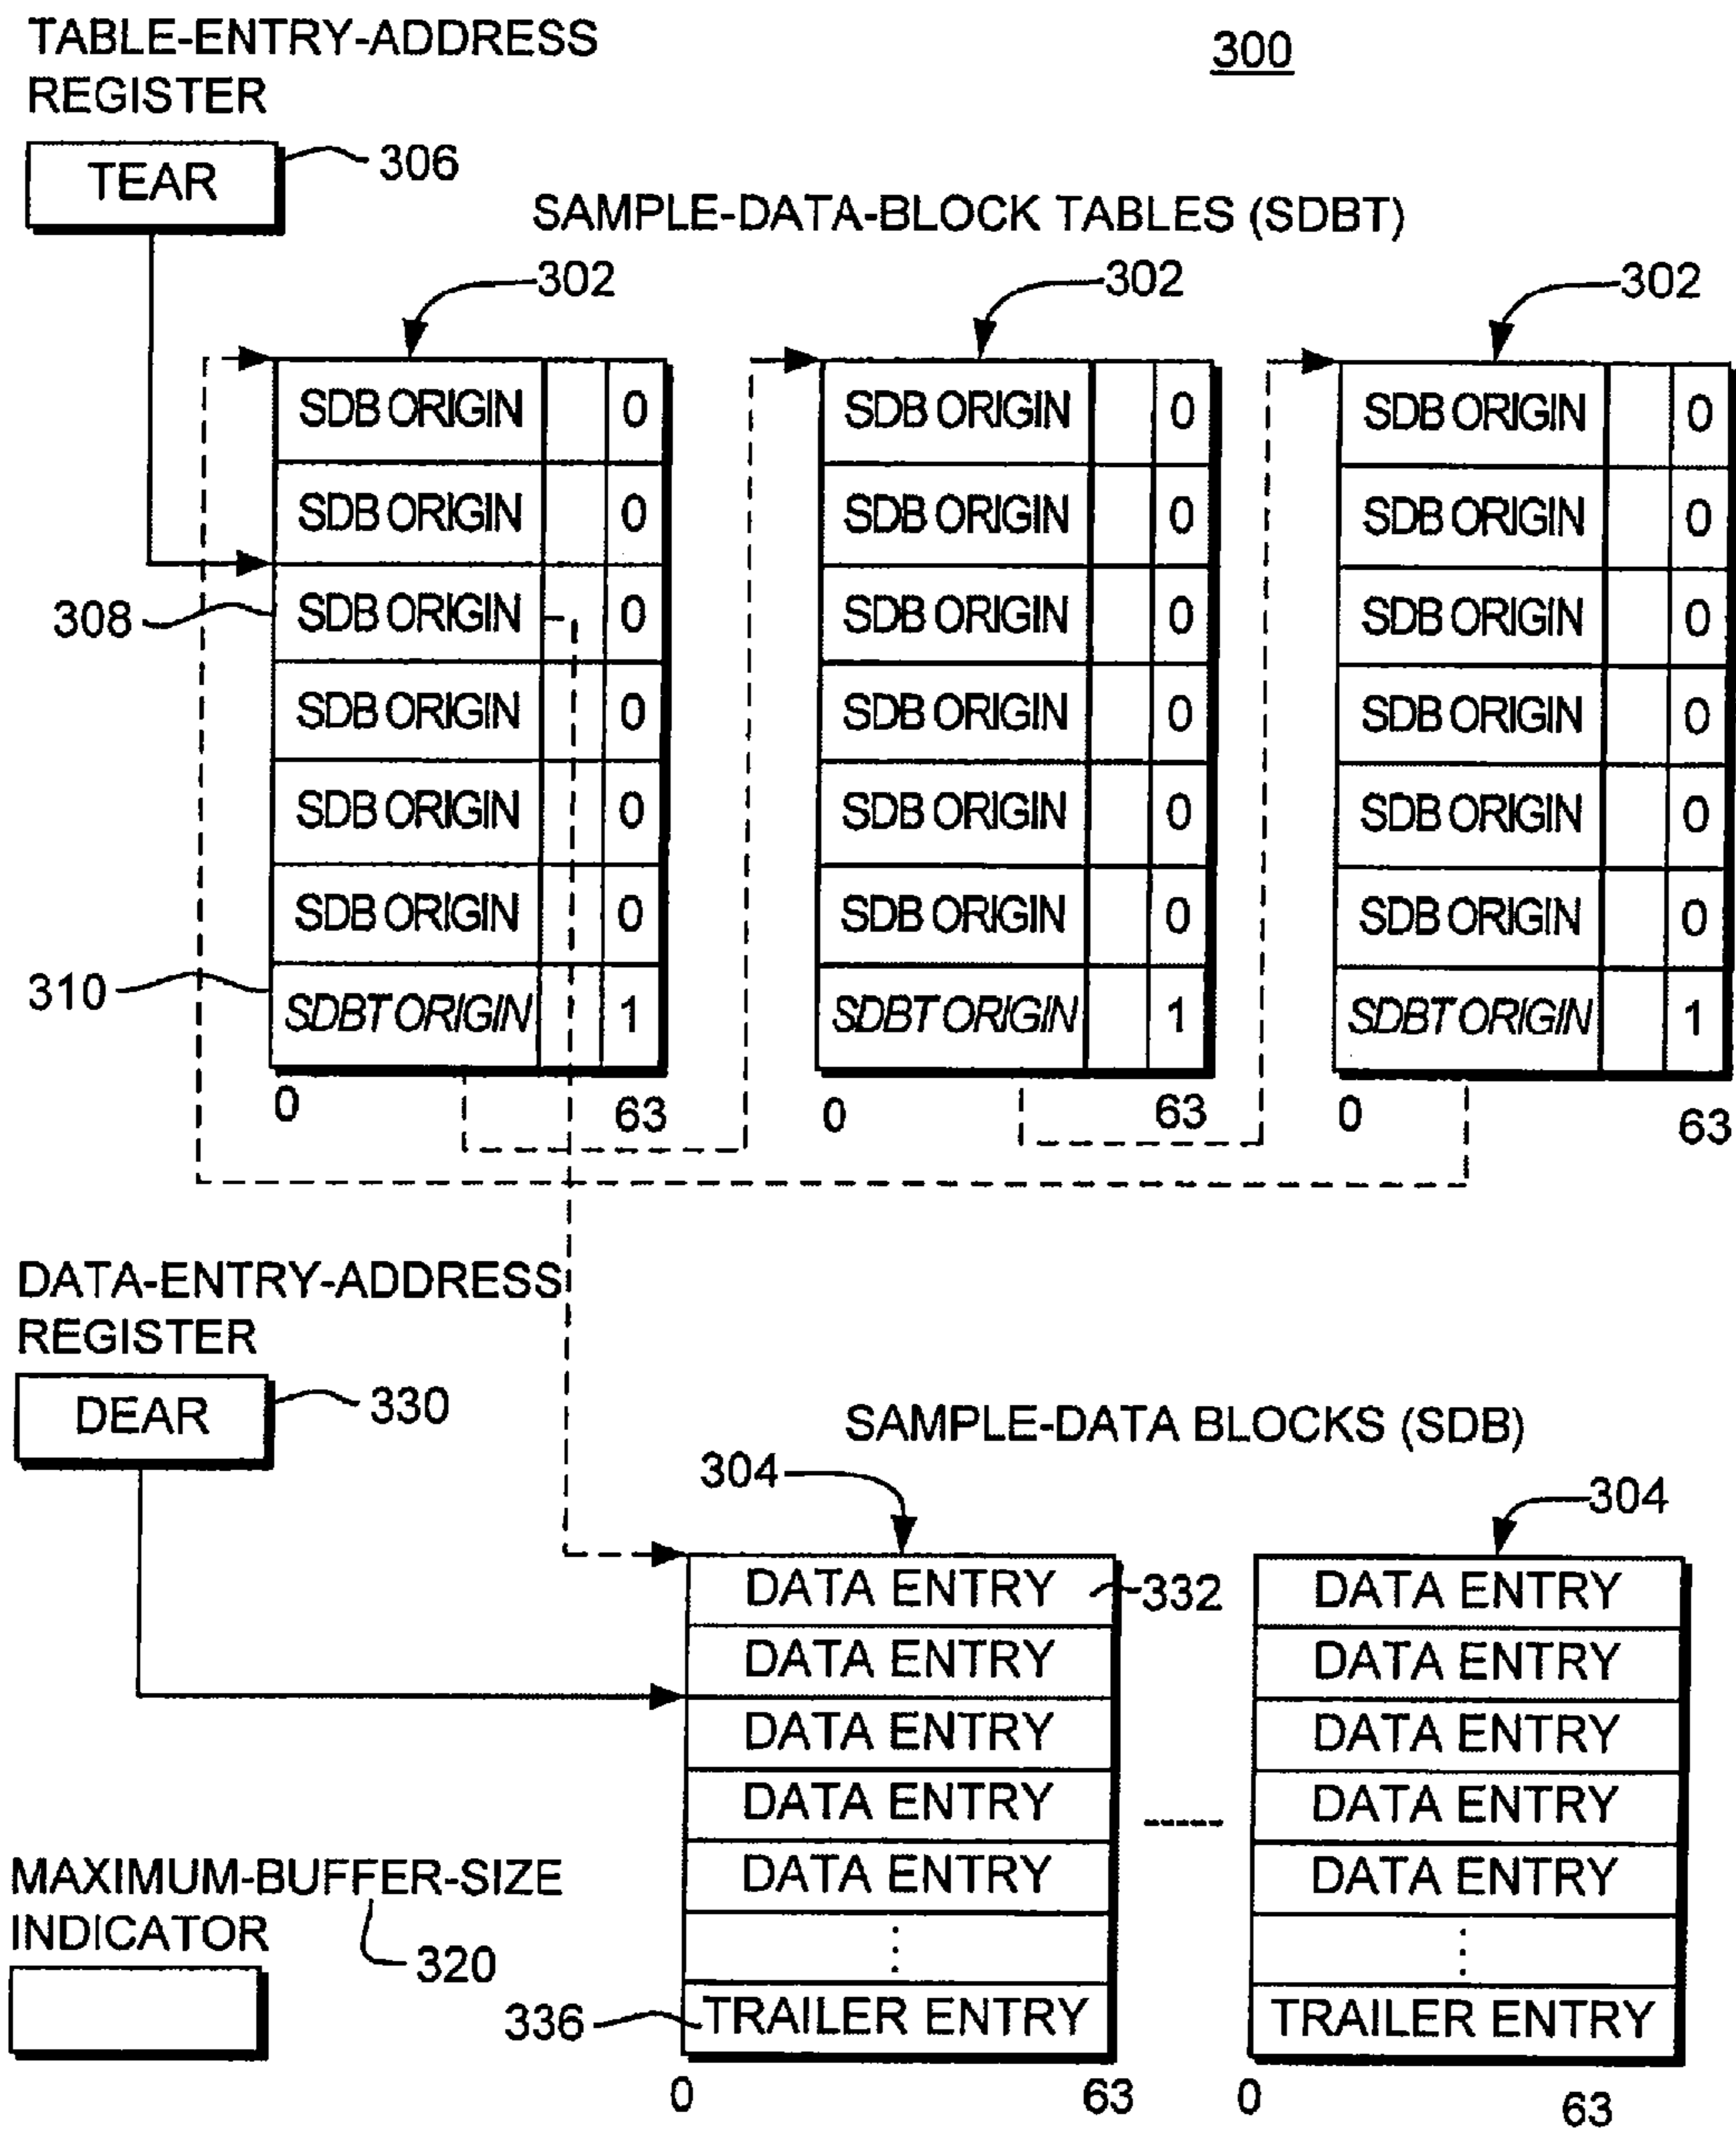 TABLE-ENTRY-ADDRESS
REGISTER
300
TEAR
306
SAMPLE-DATA-BLOCK TABLES (SDBT)
302 302 302
SDB ORIGIN 0 SDB ORIGIN 0 SDB ORIGIN 0
SDB ORIGIN 0 SDB ORIGIN 0 SDB ORIGIN 0
308 SDB ORIGIN 0 SDB ORIGIN 0 SDB ORIGIN 0
SDB ORIGIN 0 SDB ORIGIN 0 SDB ORIGIN 0
SDB ORIGIN 0 SDB ORIGIN 0 SDB ORIGIN 0
SDB ORIGIN 0 SDB ORIGIN 0 SDB ORIGIN 0
310 SDBT ORIGIN 1 SDBT ORIGIN 1 SDBT ORIGIN 1
0 63 0 63 0 63
DATA-ENTRY-ADDRESS
REGISTER
DEAR
330
SAMPLE-DATA BLOCKS (SDB)
304 304
DATA ENTRY 332 DATA ENTRY
DATA ENTRY DATA ENTRY
DATA ENTRY DATA ENTRY
DATA ENTRY DATA ENTRY
DATA ENTRY DATA ENTRY
MAXIMUM-BUFFER-SIZE
INDICATOR
320
336 TRAILER ENTRY TRAILER ENTRY
0 63 0 63